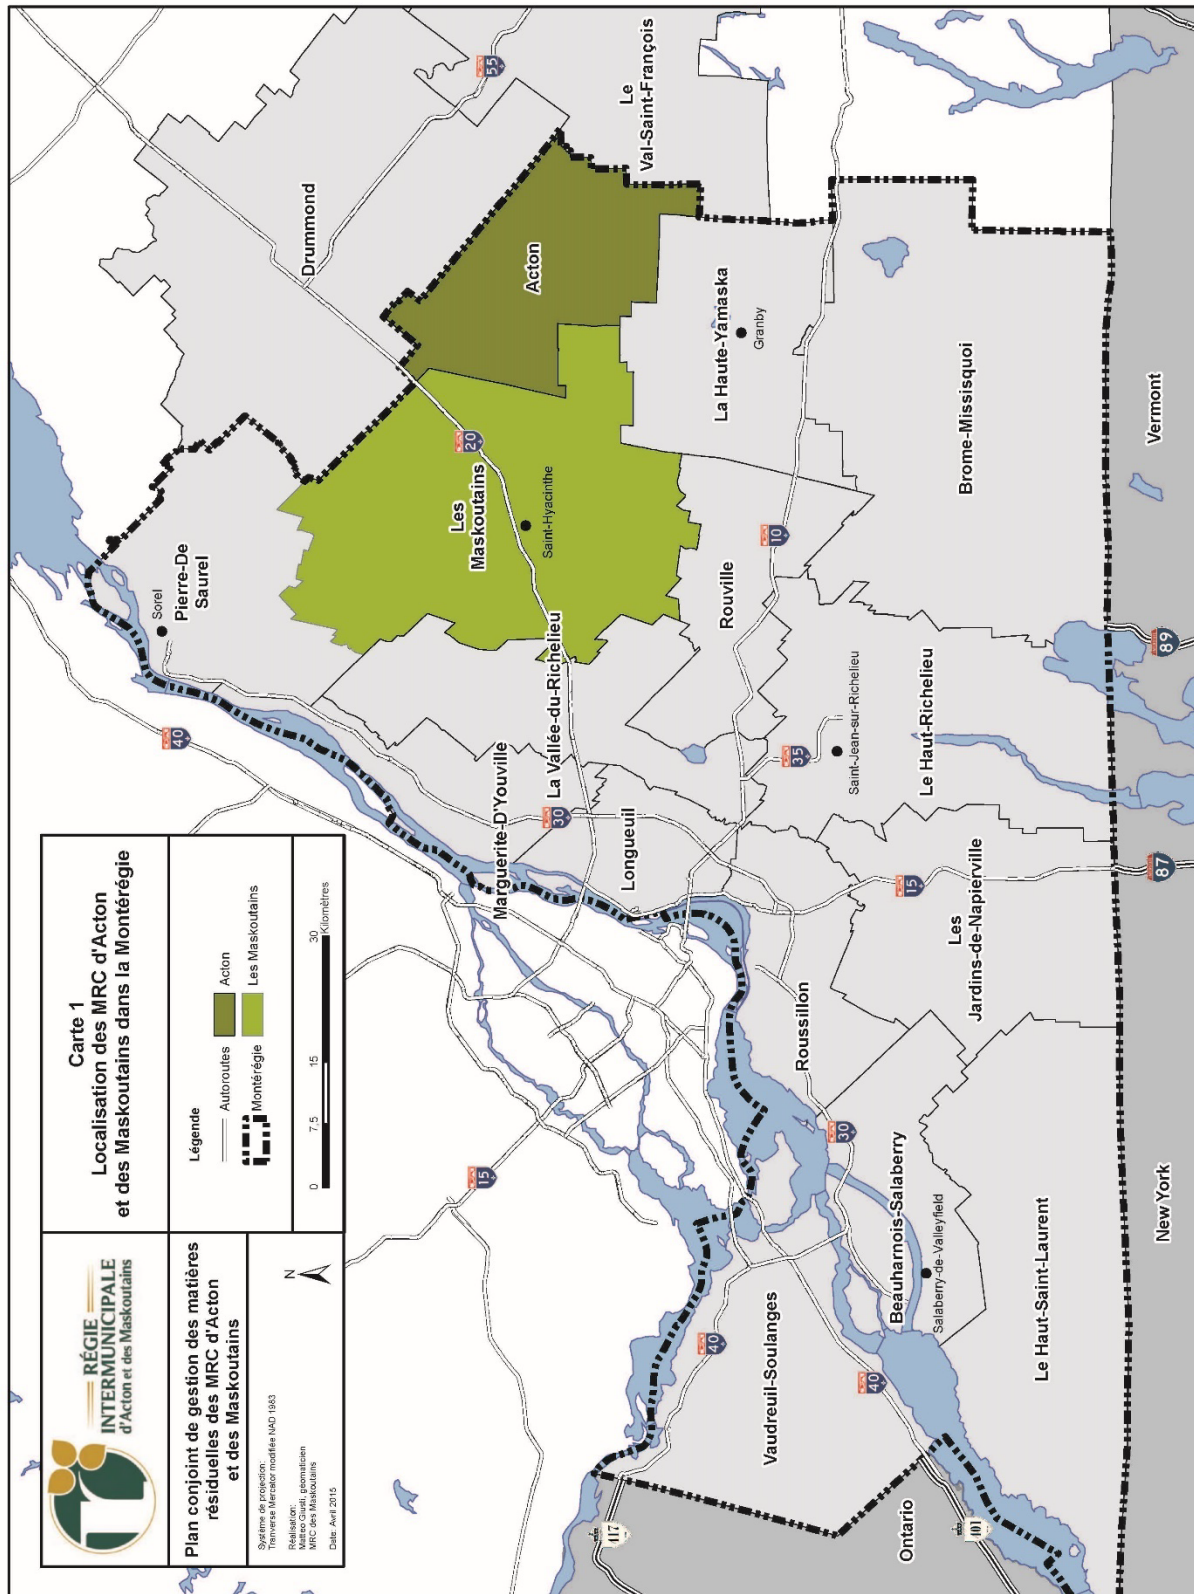 RÉGIE
INTERMUNICIPALE
d'Acton et des Maskoutains
Plan conjoint de gestion des matières
résiduelles des MRC d'Acton
et des Maskoutains
Système de projection:
Tranverse Mercator modifiée NAD 1983
Réalisation:
Matteo Giusti, géomaticien
MRC des Maskoutains
Date: Avril 2015
N
Carte 1
Localisation des MRC d'Acton
et des Maskoutains dans la Montérégie
Légende
Autoroutes
Montérégie
Acton
Les Maskoutains
0
7,5
15
30
Kilomètres
Drummond
55
Le
Val-Saint-François
Acton
20
Les
Maskoutains
Saint-Hyacinthe
La Haute-Yamaska
Granby
Brome-Missisquoi
Vermont
Sorel
Pierre-De
Saurel
40
La Vallée-du-Richelieu
Rouville
10
Marguerite-D'Youville
30
Longueuil
35
Saint-Jean-sur-Richelieu
Le Haut-Richelieu
89
15
87
Les
Jardins-de-Napierville
Roussillon
30
15
Beauharnois-Salaberry
Salaberry-de-Valleyfield
Le Haut-Saint-Laurent
New York
Vaudreuil-Soulanges
40
40
417
401
Ontario